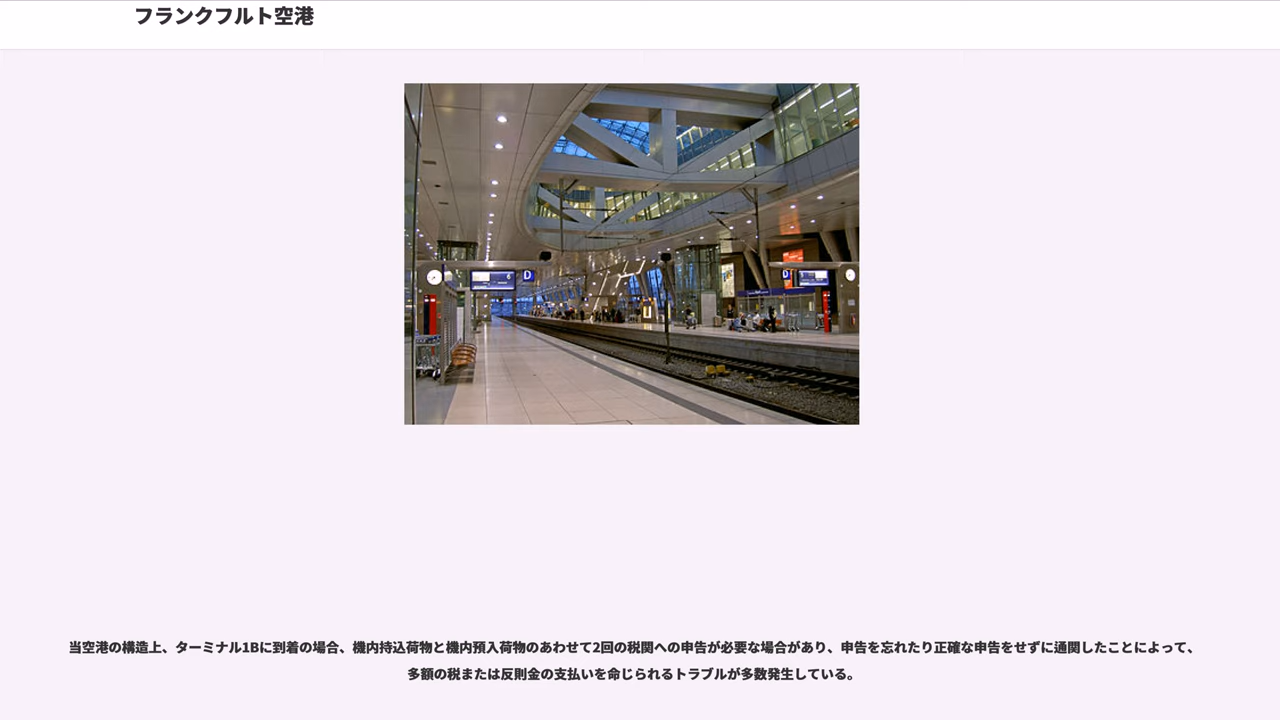 フランクフルト空港
6
D
D
当空港の構造上、ターミナル1Bに到着の場合、機内持込荷物と機内預入荷物のあわせて2回の税関への申告が必要な場合があり、申告を忘れたり正確な申告をせずに通関したことによって、
多額の税または反則金の支払いを命じられるトラブルが多数発生している。